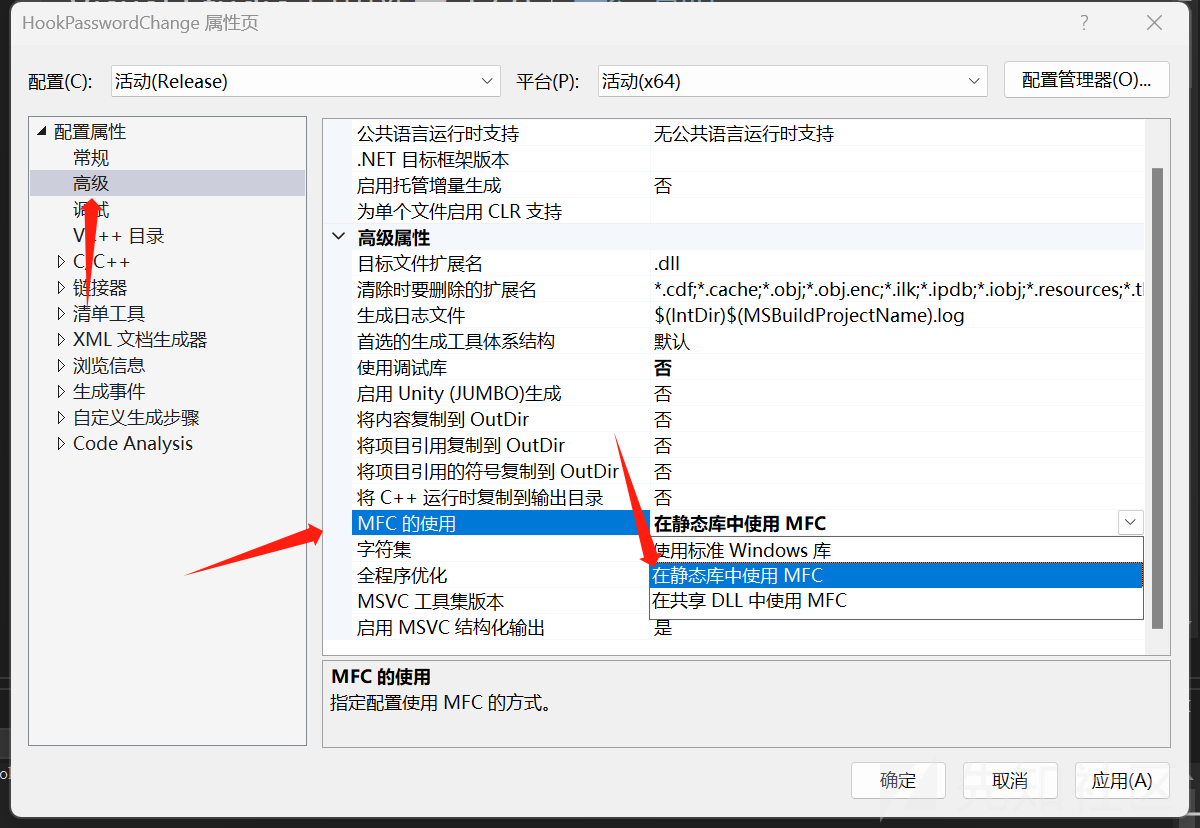 HookPasswordChange 属性页
配置(C): 活动(Release) 平台(P): 活动(x64) 配置管理器(O)...
配置属性
常规
高级
调试
VC++ 目录
C/C++
链接器
清单工具
XML 文档生成器
浏览信息
生成事件
自定义生成步骤
Code Analysis
公共语言运行时支持 无公共语言运行时支持
.NET 目标框架版本
启用托管增量生成 否
为单个文件启用 CLR 支持
高级属性
目标文件扩展名 .dll
清除时要删除的扩展名 *.cdf;*.cache;*.obj;*.obj.enc;*.ilk;*.ipdb;*.iobj;*.resources;*.tl
生成日志文件 $(IntDir)$(MSBuildProjectName).log
首选的生成工具体系结构 默认
使用调试库 否
启用 Unity (JUMBO)生成 否
将内容复制到 OutDir 否
将项目引用复制到 OutDir 否
将项目引用的符号复制到 OutDir 否
将 C++ 运行时复制到输出目录 否
MFC 的使用 在静态库中使用 MFC
字符集 使用标准 Windows 库
全程序优化 在静态库中使用 MFC
MSVC 工具集版本 在共享 DLL 中使用 MFC
启用 MSVC 结构化输出 是
MFC 的使用
指定配置使用 MFC 的方式。
确定 取消 应用(A)
先知社区